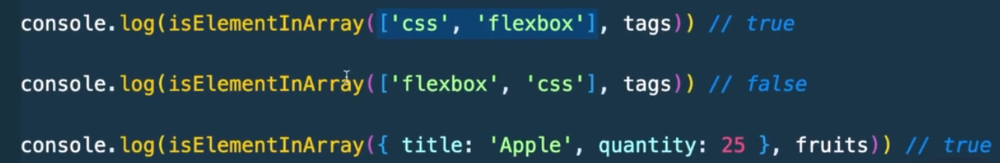 console.log(isElementInArray(['css', 'flexbox'], tags)) // true
console.log(isElementInArray(['flexbox', 'css'], tags)) // false
console.log(isElementInArray({ title: 'Apple', quantity: 25 }, fruits)) // true